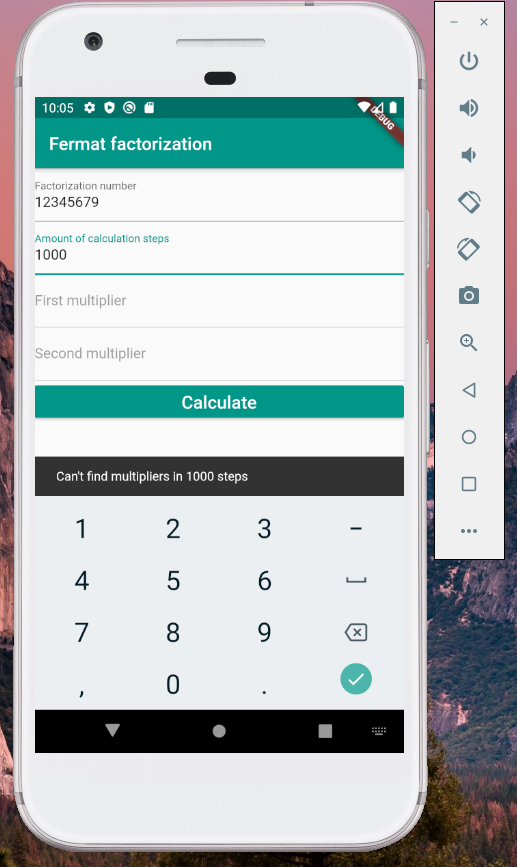 10:05
DEBUG
Fermat factorization
Factorization number
12345679
Amount of calculation steps
1000
First multiplier
Second multiplier
Calculate
Can't find multipliers in 1000 steps
1 2 3 -
4 5 6
7 8 9
, 0 .